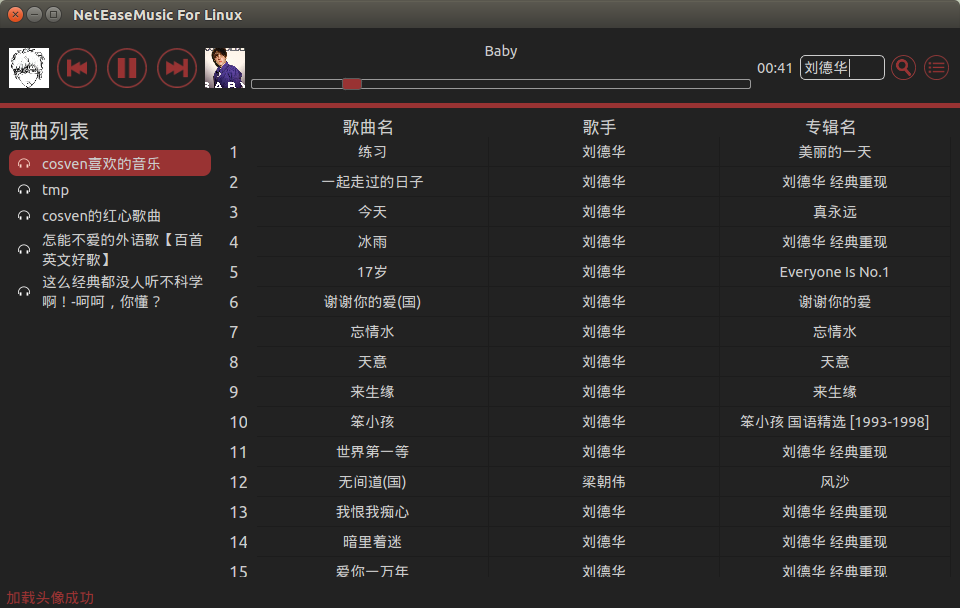 NetEaseMusic For Linux
Baby
00:41 刘德华
BABY
歌曲列表
cosven喜欢的音乐
tmp
cosven的红心歌曲
怎能不爱的外语歌【百首
英文好歌】
这么经典都没人听不科学
啊！-呵呵，你懂？
歌曲名 歌手 专辑名
1 练习 刘德华 美丽的一天
2 一起走过的日子 刘德华 刘德华 经典重现
3 今天 刘德华 真永远
4 冰雨 刘德华 刘德华 经典重现
5 17岁 刘德华 Everyone Is No.1
6 谢谢你的爱(国) 刘德华 谢谢你的爱
7 忘情水 刘德华 忘情水
8 天意 刘德华 天意
9 来生缘 刘德华 来生缘
10 笨小孩 刘德华 笨小孩 国语精选 [1993-1998]
11 世界第一等 刘德华 刘德华 经典重现
12 无间道(国) 梁朝伟 风沙
13 我恨我痴心 刘德华 刘德华 经典重现
14 暗里着迷 刘德华 刘德华 经典重现
15 爱你一万年 刘德华 刘德华 经典重现
加载头像成功